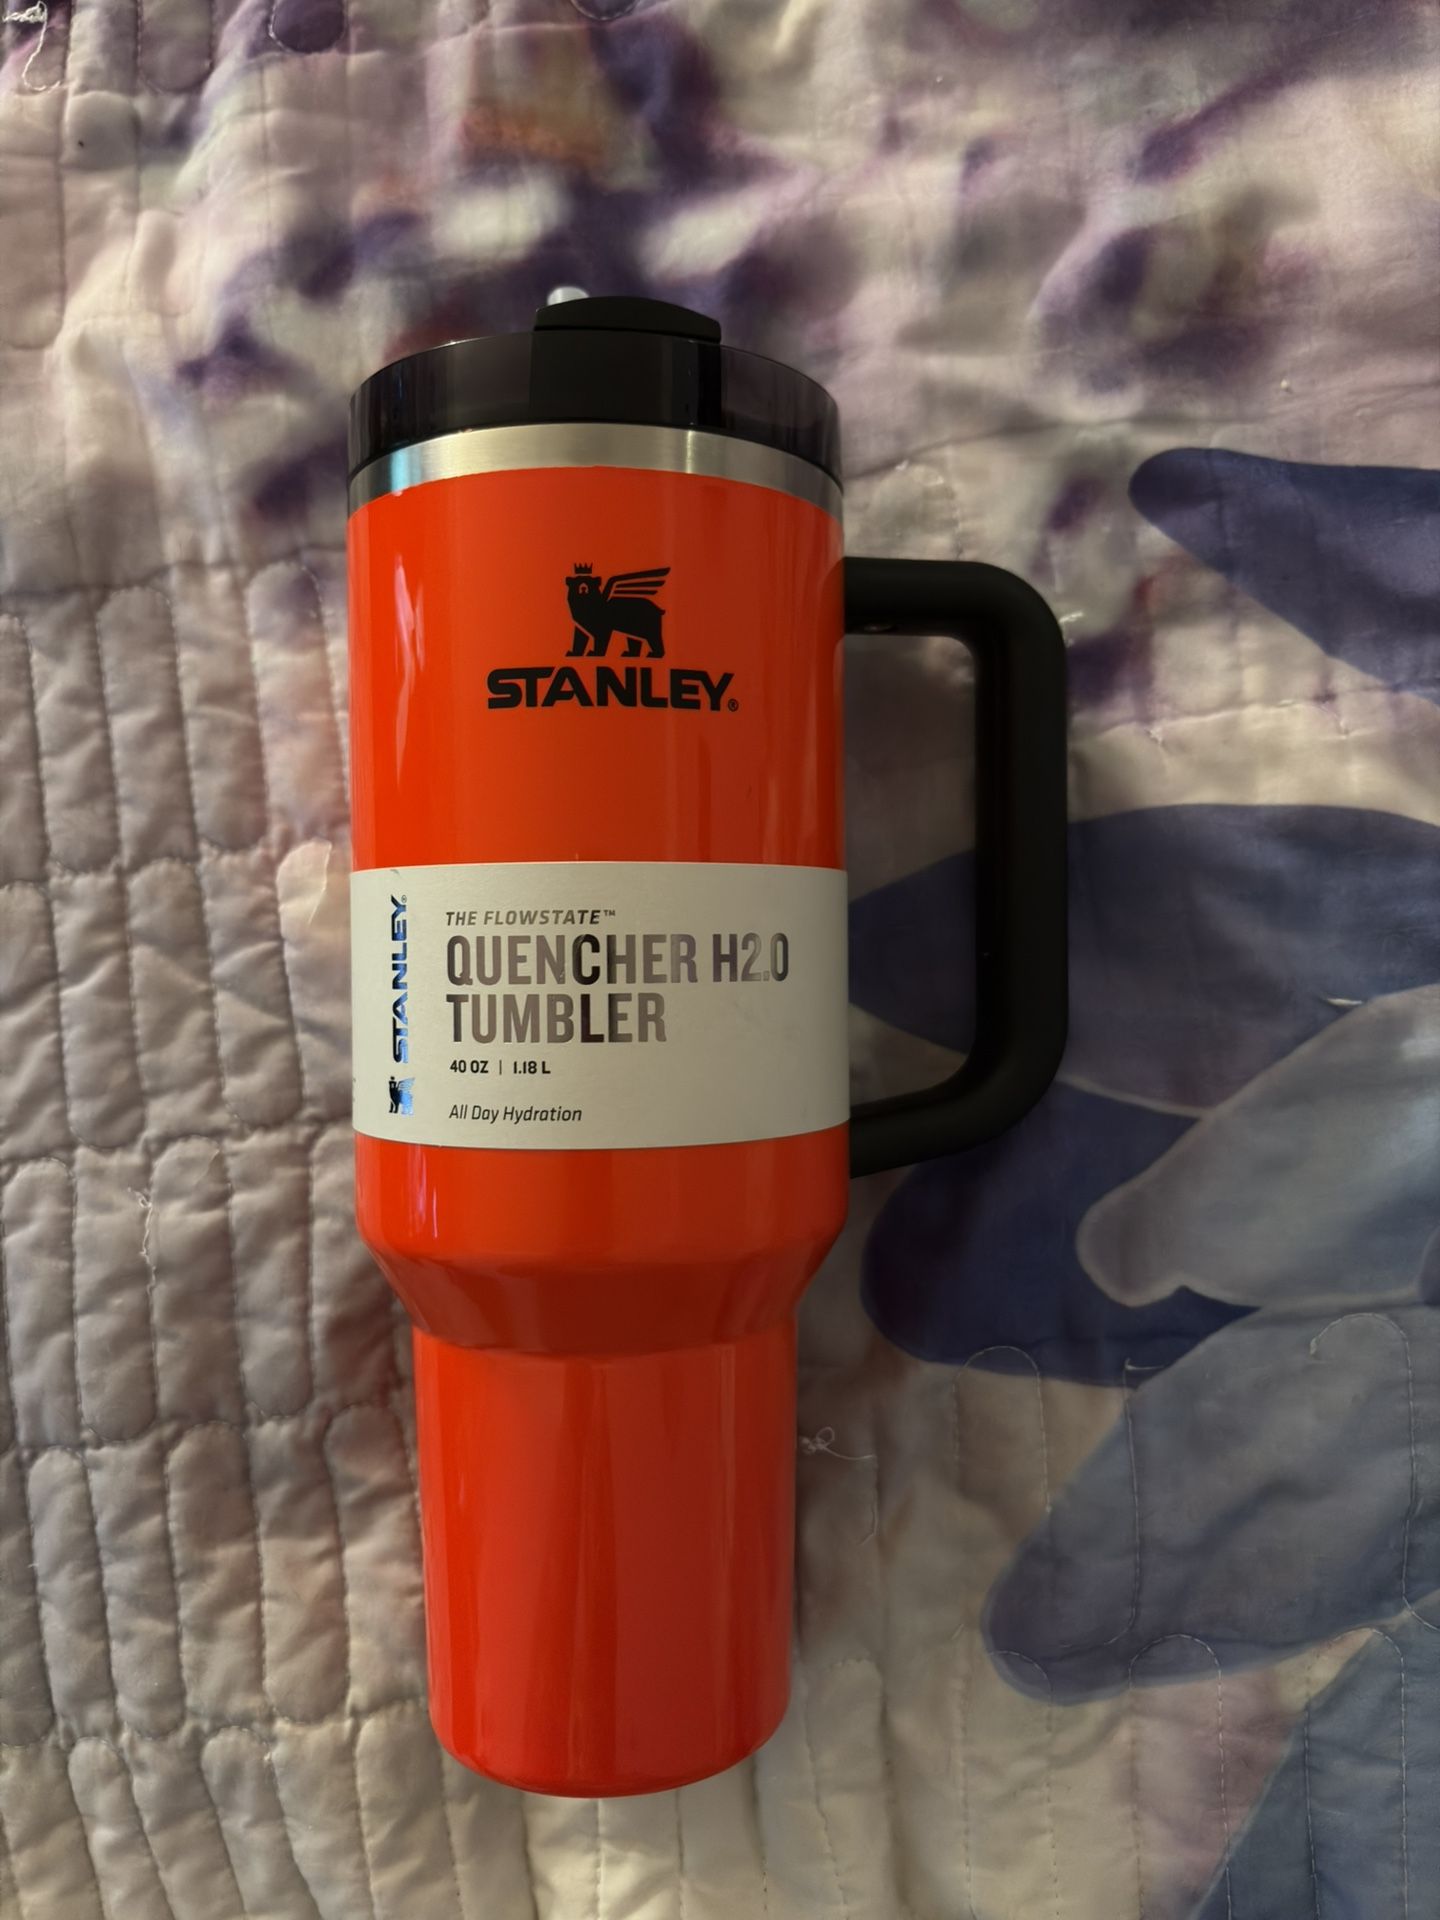 STANLEY®
STANLEY®
THE FLOWSTATE™
QUENCHER H2.0
TUMBLER
40 OZ | 1.18 L
All Day Hydration